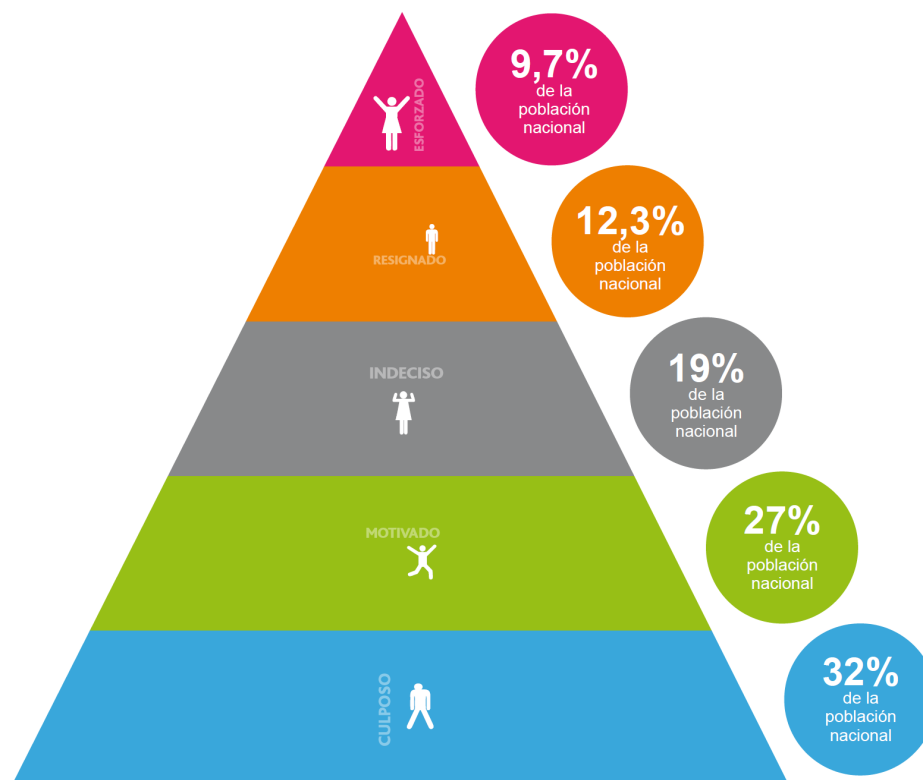 9,7%
de la
población
nacional
ESFORZADO
12,3%
de la
población
nacional
RESIGNADO
19%
de la
población
nacional
INDECISO
27%
de la
población
nacional
MOTIVADO
32%
de la
población
nacional
CULPOSO